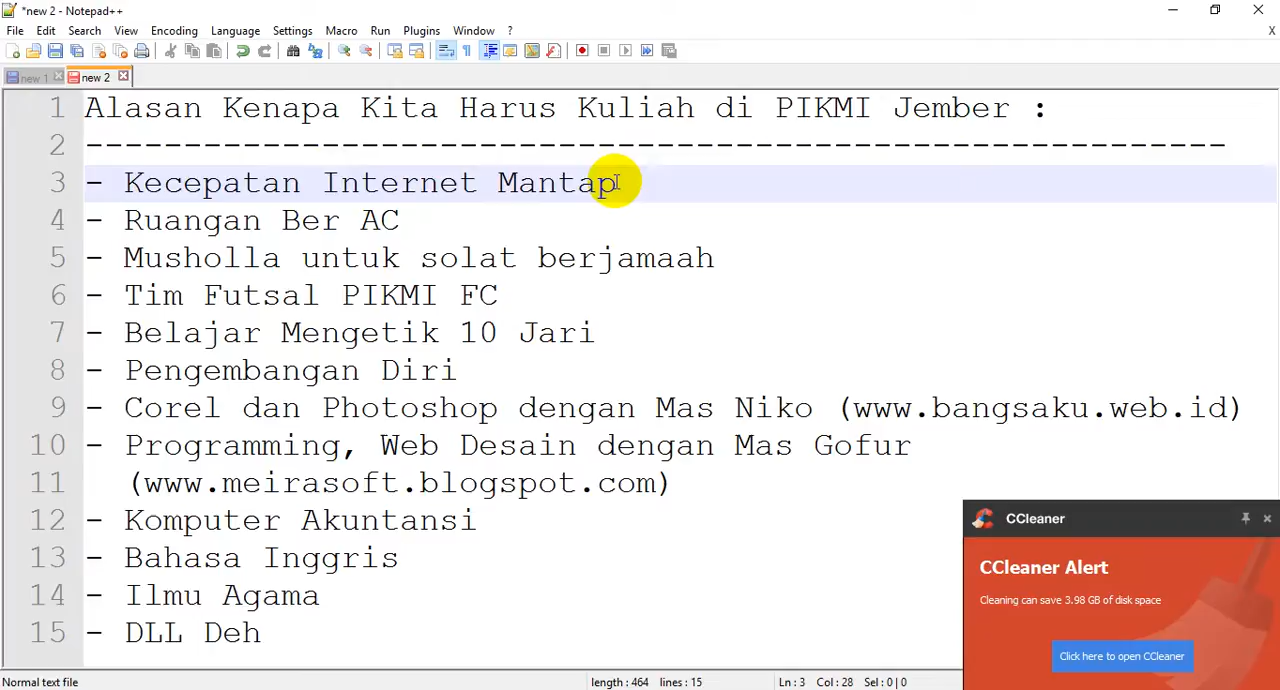 *new 2 - Notepad++
File Edit Search View Encoding Language Settings Macro Run Plugins Window ? X
new 1 new 2
1 Alasan Kenapa Kita Harus Kuliah di PIKMI Jember :
2 ----------------------------------------------------------
3 - Kecepatan Internet Mantap
4 - Ruangan Ber AC
5 - Musholla untuk solat berjamaah
6 - Tim Futsal PIKMI FC
7 - Belajar Mengetik 10 Jari
8 - Pengembangan Diri
9 - Corel dan Photoshop dengan Mas Niko (www.bangsaku.web.id)
10 - Programming, Web Desain dengan Mas Gofur
11 (www.meirasoft.blogspot.com)
12 - Komputer Akuntansi
13 - Bahasa Inggris
14 - Ilmu Agama
15 - DLL Deh
CCleaner
CCleaner Alert
Cleaning can save 3.98 GB of disk space
Click here to open CCleaner
Normal text file length : 464 lines : 15 Ln : 3 Col : 28 Sel : 0 | 0